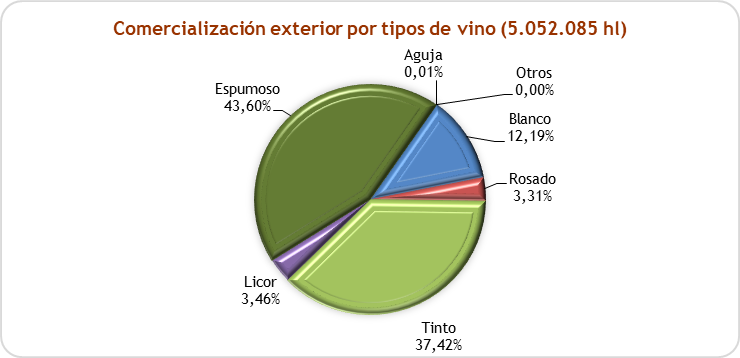 Comercialización exterior por tipos de vino (5.052.085 hl)
Aguja
0,01%
Otros
0,00%
Espumoso
43,60%
Blanco
12,19%
Rosado
3,31%
Licor
3,46%
Tinto
37,42%